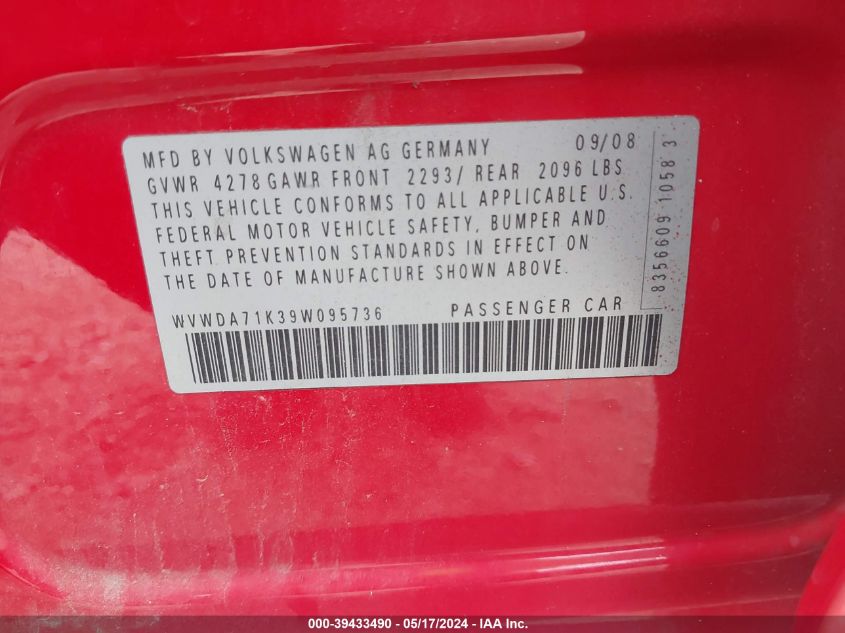 MFD BY VOLKSWAGEN AG GERMANY 09/08
GVWR 4278 GAWR FRONT 2293/ REAR 2096 LBS
THIS VEHICLE CONFORMS TO ALL APPLICABLE U.S.
FEDERAL MOTOR VEHICLE SAFETY, BUMPER AND
THEFT PREVENTION STANDARDS IN EFFECT ON
THE DATE OF MANUFACTURE SHOWN ABOVE.
WVWDA71K39W095736 PASSENGER CAR
8356609 1058 3
000-39433490 - 05/17/2024 - IAA Inc.